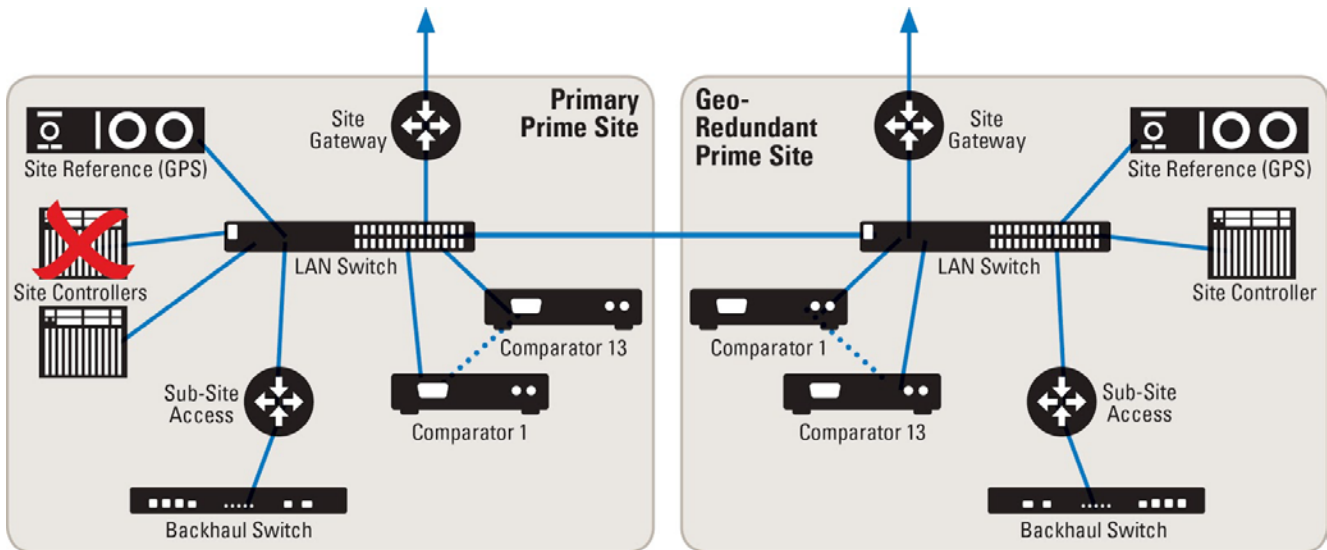 Primary
Prime Site
Site
Gateway
Site Reference (GPS)
LAN Switch
Site Controllers
Comparator 13
Sub-Site
Access
Comparator 1
Backhaul Switch
Geo-
Redundant
Prime Site
Site
Gateway
Site Reference (GPS)
LAN Switch
Site Controller
Comparator 1
Sub-Site
Access
Comparator 13
Backhaul Switch